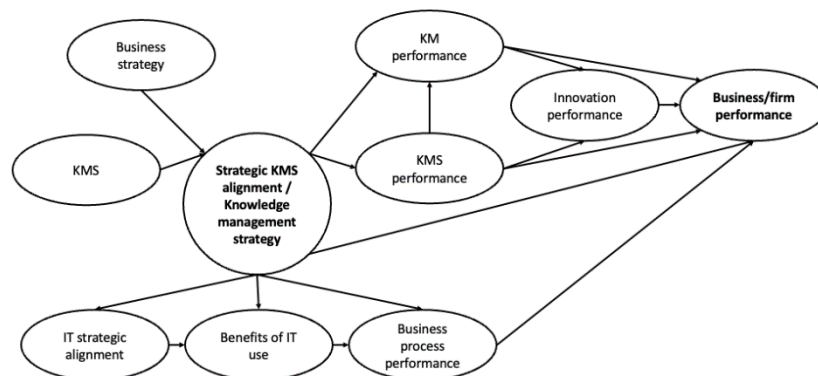 Business
strategy
KM
performance
Innovation
performance
Business/firm
performance
KMS
Strategic KMS
alignment /
Knowledge
management
strategy
KMS
performance
IT strategic
alignment
Benefits of IT
use
Business
process
performance